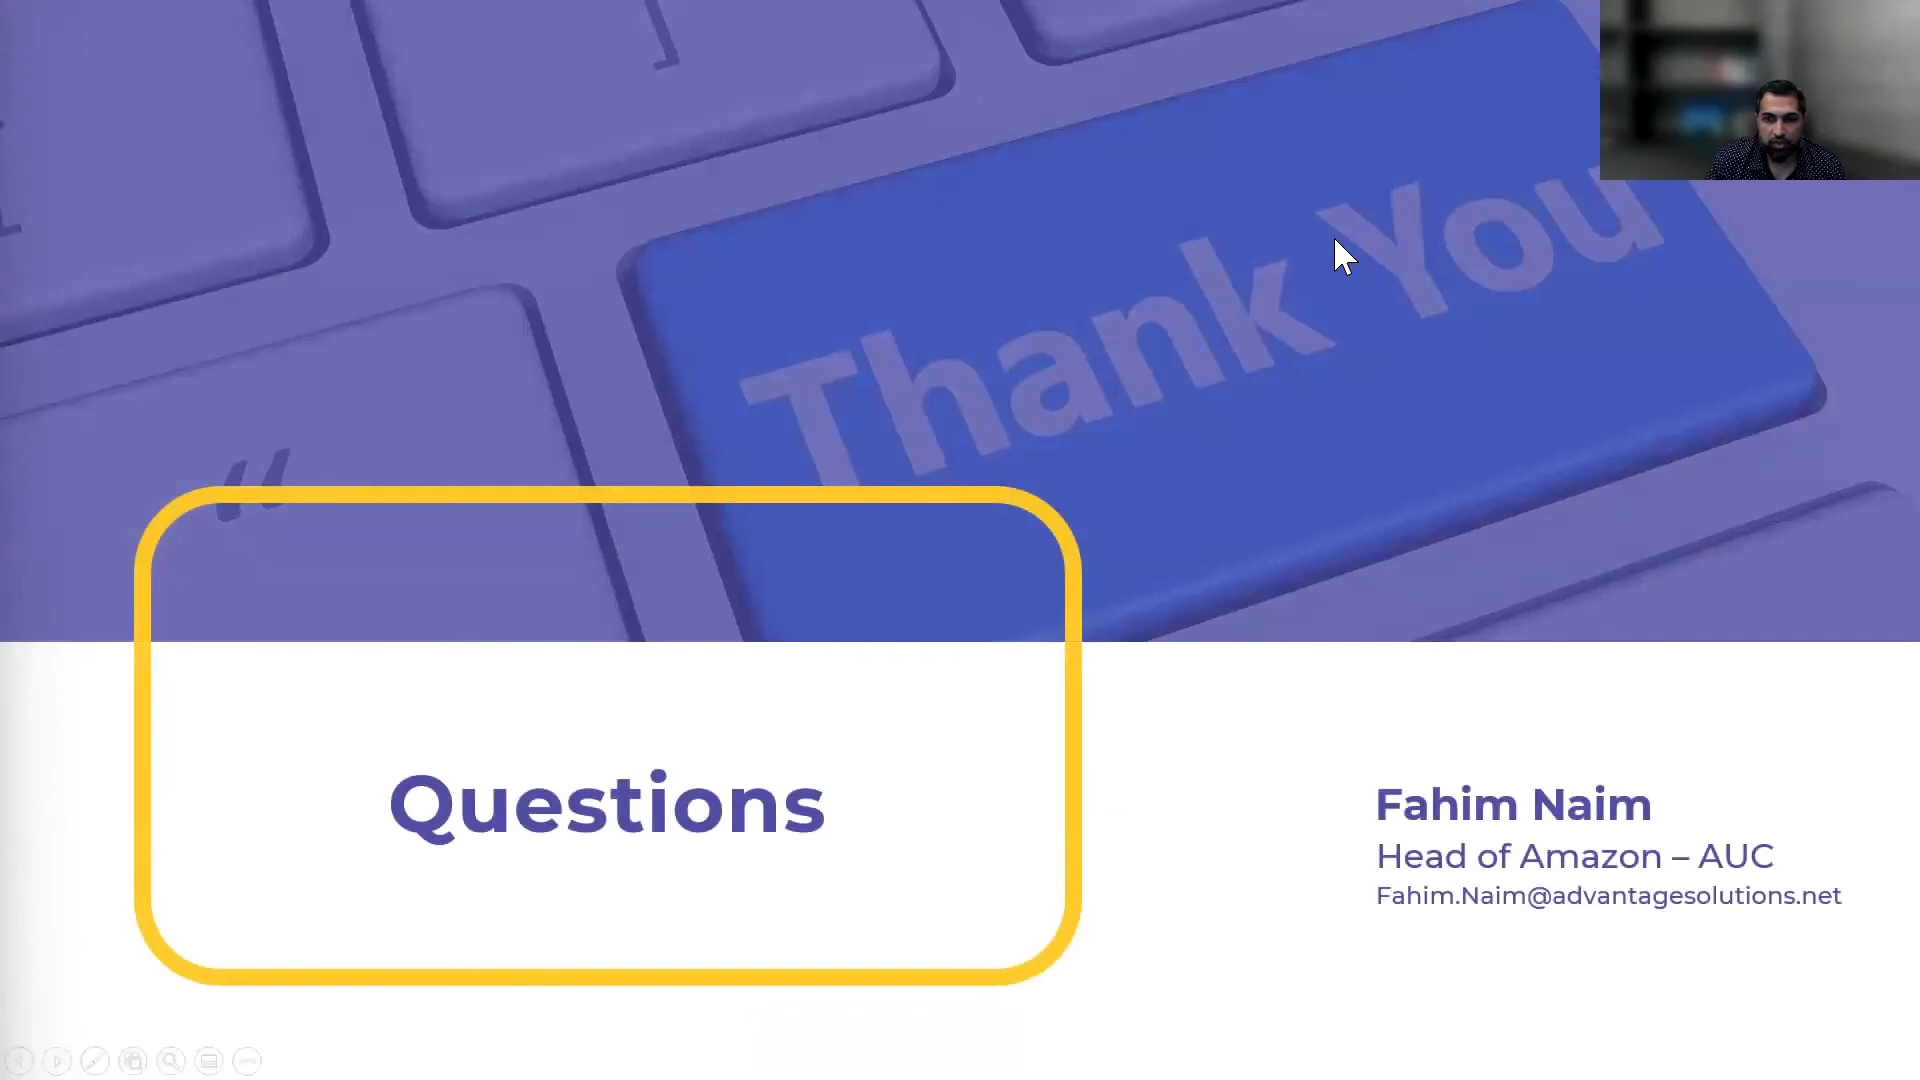 ]
Thank You
“
Questions
Fahim Naim
Head of Amazon – AUC
Fahim.Naim@advantagesolutions.net